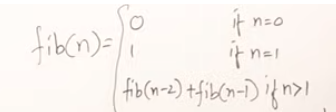 0 if n=0
fib(n)= 1 if n=1
fib(n-2)+fib(n-1) if n>1